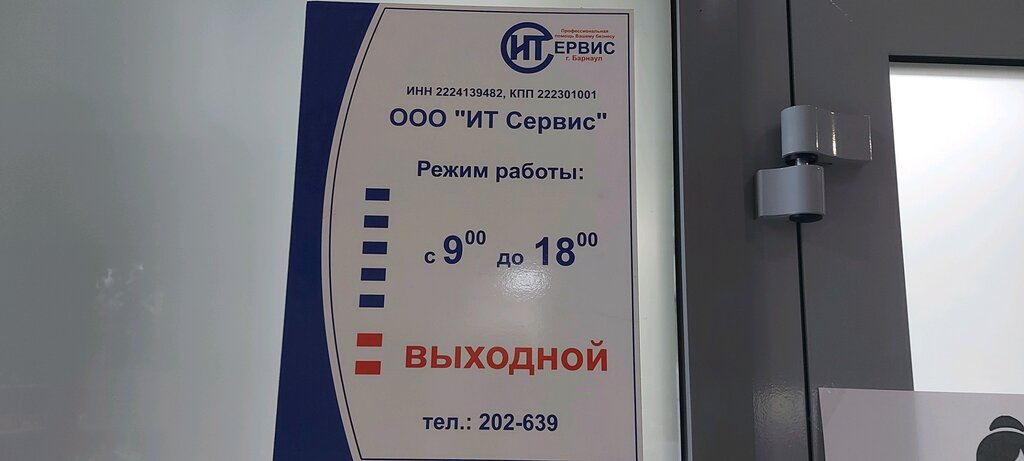 Профессиональная
помощь Вашему бизнесу
ИТ СЕРВИС
г. Барнаул
ИНН 2224139482, КПП 222301001
ООО "ИТ Сервис"
Режим работы:
с 9⁰⁰ до 18⁰⁰
ВЫХОДНОЙ
тел.: 202-639